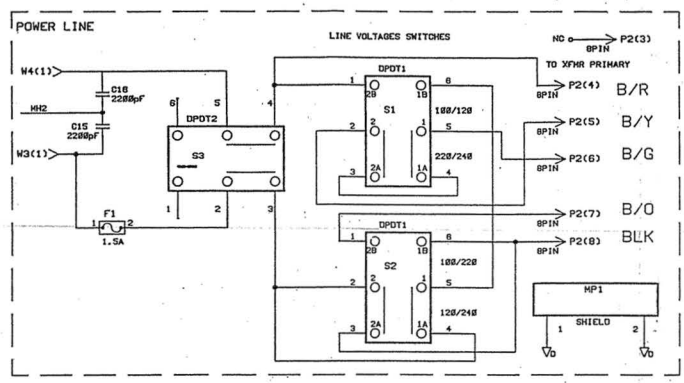 POWER LINE
LINE VOLTAGES SWITCHES
NC
8PIN
P2(3)
TO XFMR PRIMARY
W4(1)
C16
2200pF
MH2
C15
2200pF
W3(1)
F1
1 2
1.5A
6 5 4
DPDT2
S3
1 2 3
DPDT1
1 6
2B 1B
S1
100/120
2 2 1 5
220/240
3 2A 1A 4
8PIN
P2(4) B/R
P2(5) B/Y
8PIN
P2(6) B/G
8PIN
P2(7) B/O
8PIN
P2(8) BLK
8PIN
DPDT1
1 6
2B 1B
S2
100/220
2 2 1 5
120/240
3 2A 1A 4
MP1
SHIELD
1 2